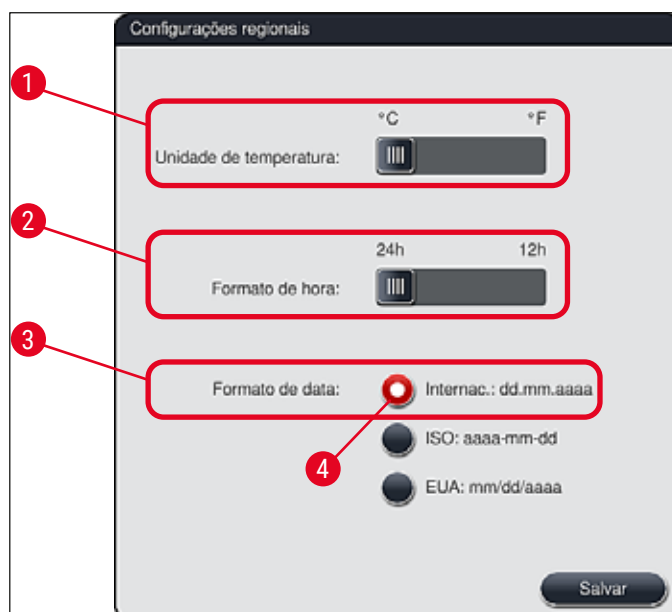 Configurações regionais
1
°C °F
Unidade de temperatura:
2
24h 12h
Formato de hora:
3
Formato de data: Internac.: dd.mm.aaaa
4
ISO: aaaa-mm-dd
EUA: mm/dd/aaaa
Salvar